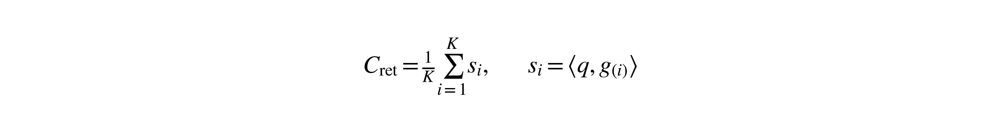 C_ret = 1/K ∑_{i=1}^{K} s_i, s_i = ⟨q, g_(i)⟩